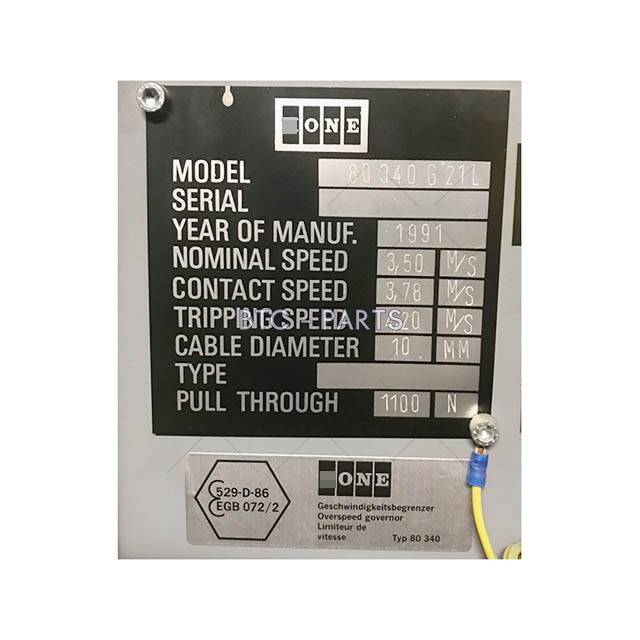 ONE
MODEL 80 340 G 21L
SERIAL
YEAR OF MANUF. 1991
NOMINAL SPEED 3,50 M/S
CONTACT SPEED 3,78 M/S
TRIPPING SPEED M/S
BTG - PARTS
CABLE DIAMETER 10 MM
TYPE
PULL THROUGH 1100 N
529-D-86
EGB 072/2
ONE
Geschwindigkeitsbegrenzer
Overspeed governor
Limiteur de
vitesse Typ 80 340